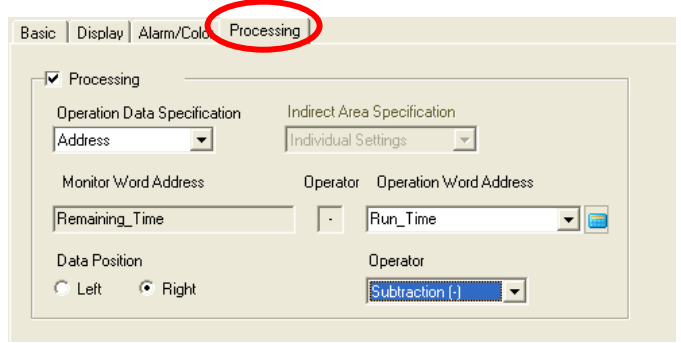 Basic Display Alarm/Color Processing
Processing
Operation Data Specification Indirect Area Specification
Address Individual Settings
Monitor Word Address Operator Operation Word Address
Remaining_Time - Run_Time
Data Position Operator
Left Right Subtraction (-)